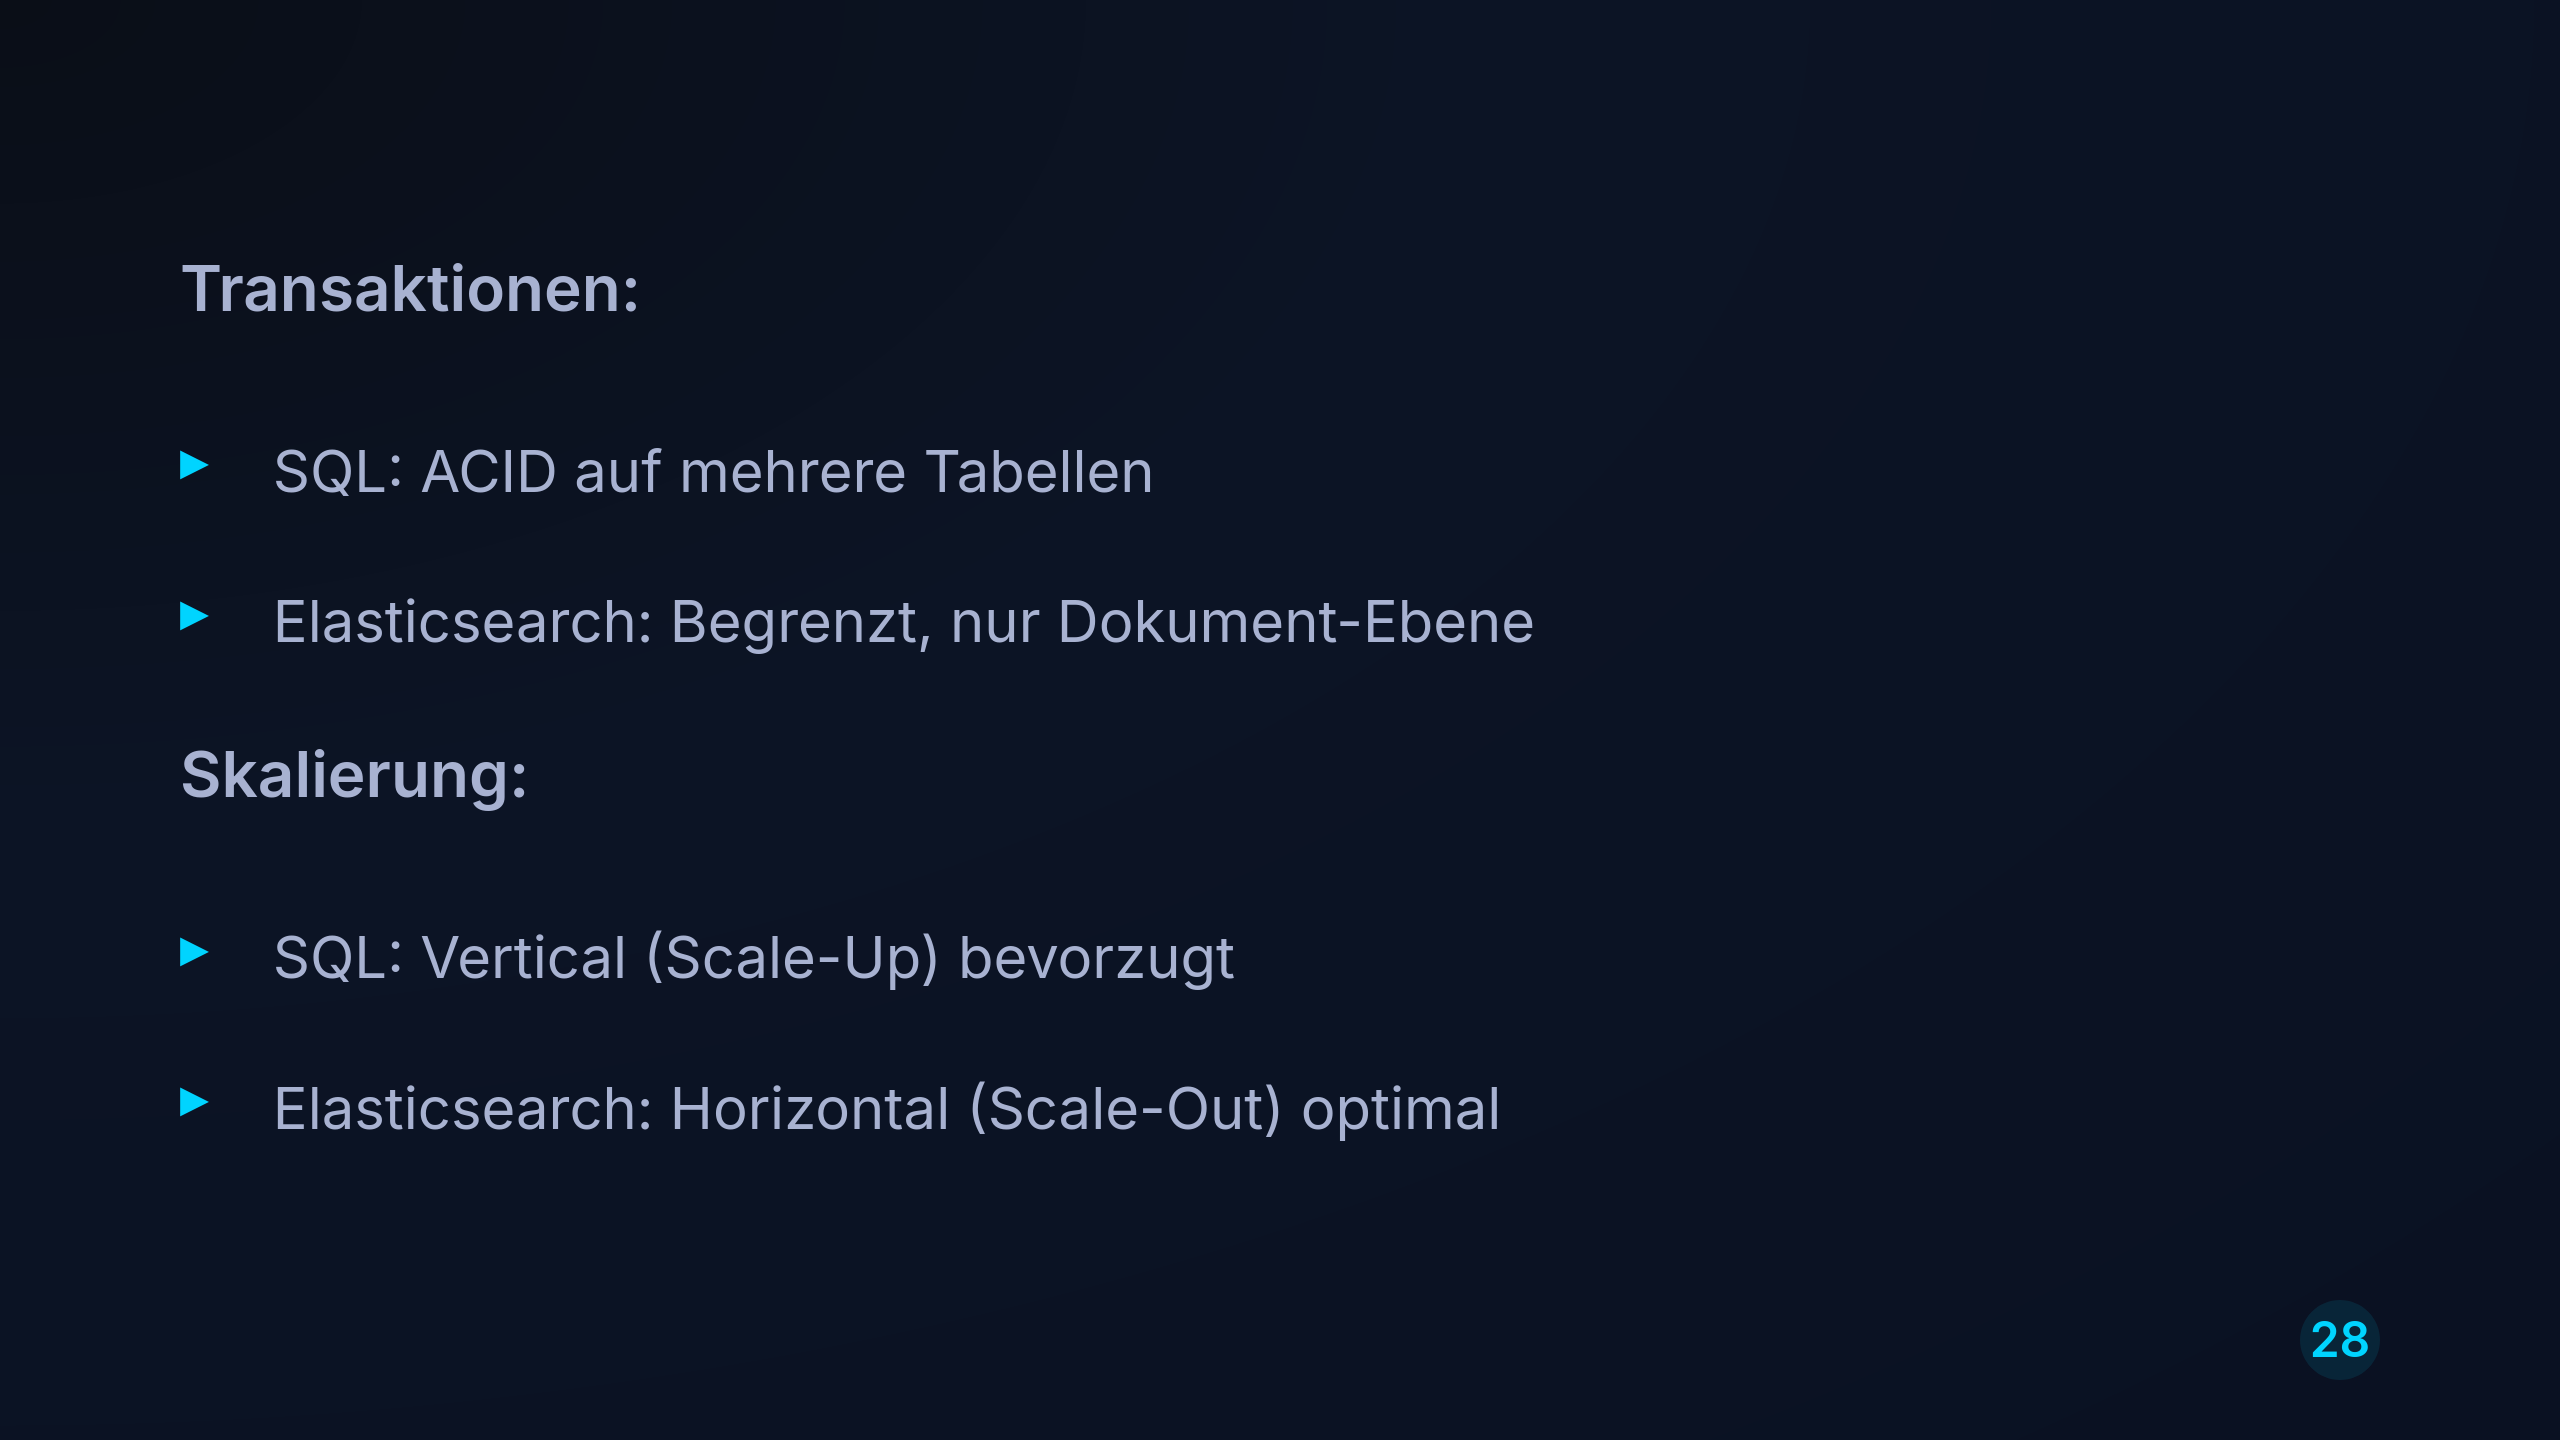 Transaktionen:
▶ SQL: ACID auf mehrere Tabellen
▶ Elasticsearch: Begrenzt, nur Dokument-Ebene
Skalierung:
▶ SQL: Vertical (Scale-Up) bevorzugt
▶ Elasticsearch: Horizontal (Scale-Out) optimal
28